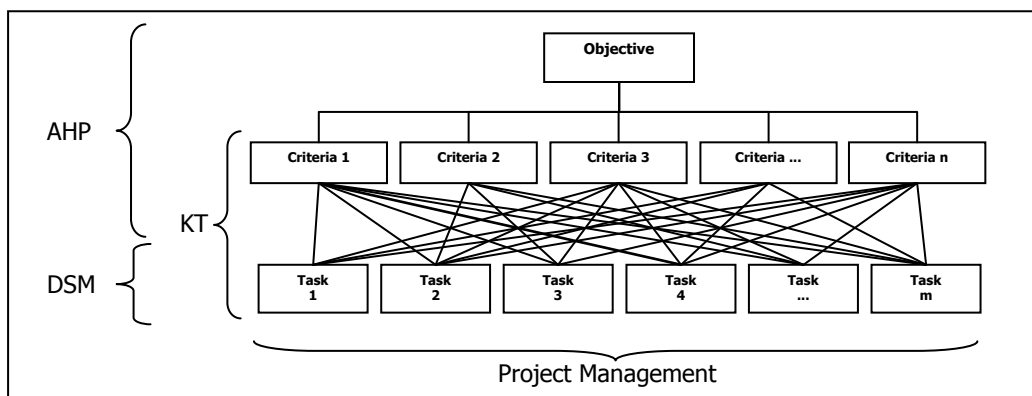 Objective
AHP
Criteria 1 Criteria 2 Criteria 3 Criteria ... Criteria n
KT
DSM
Task Task Task Task Task Task
1 2 3 4 ... m
Project Management